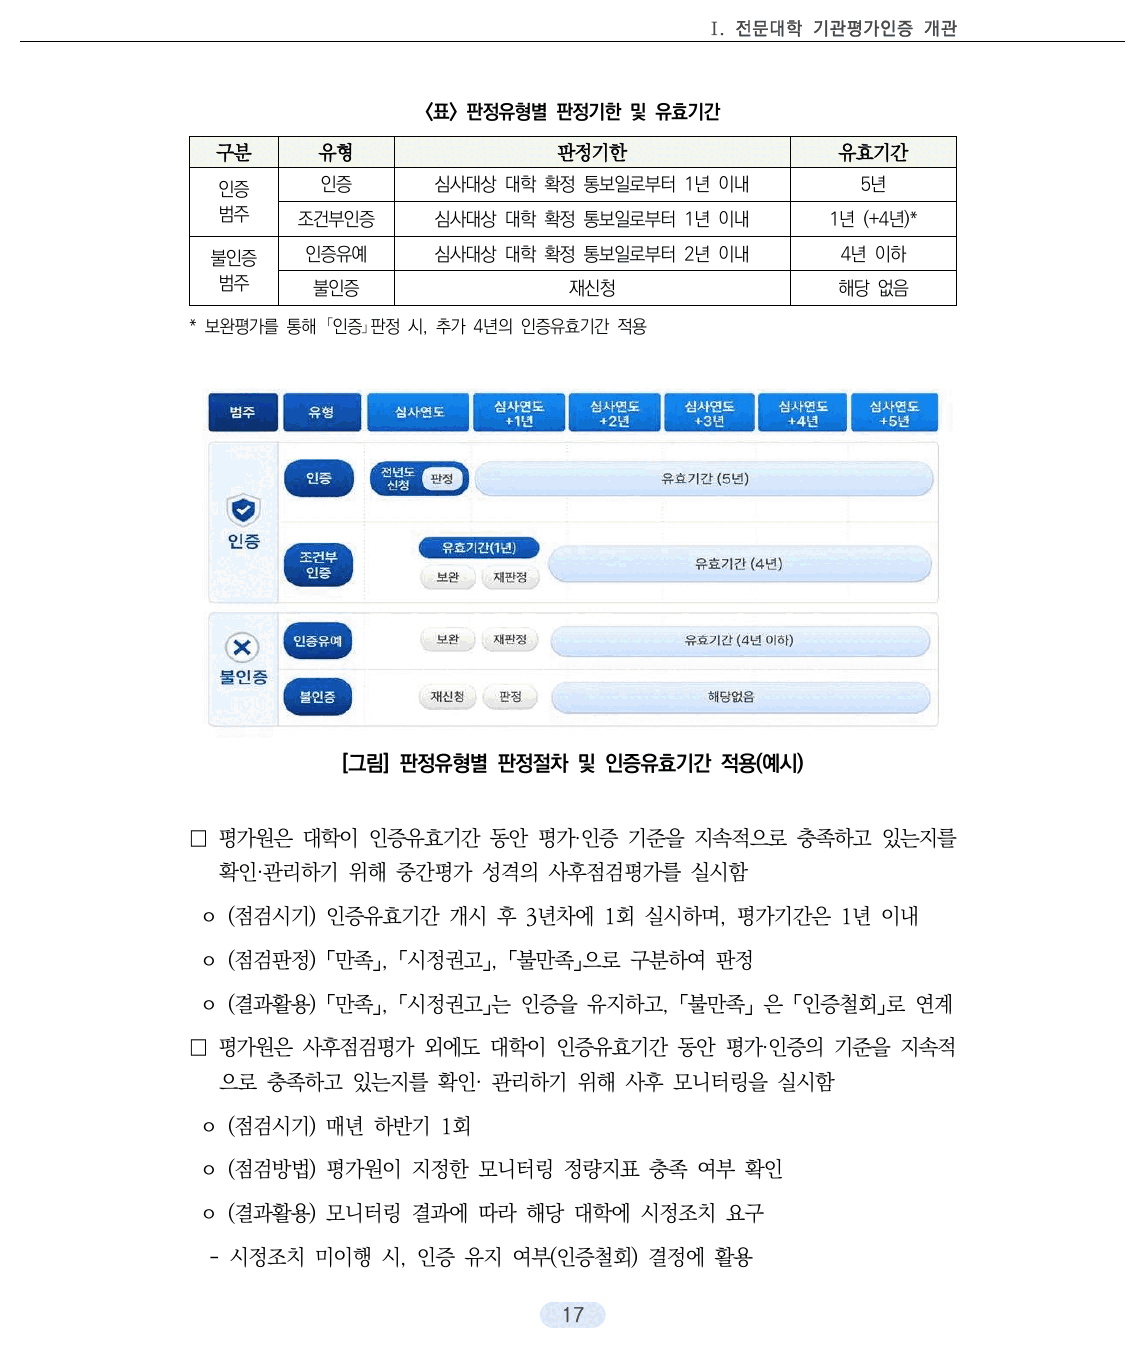 Ⅰ. 전문대학 기관평가인증 개관
〈표〉 판정유형별 판정기한 및 유효기간
구분 유형 판정기한 유효기간
인증 범주 인증 심사대상 대학 확정 통보일로부터 1년 이내 5년
조건부인증 심사대상 대학 확정 통보일로부터 1년 이내 1년 (+4년)*
불인증 범주 인증유예 심사대상 대학 확정 통보일로부터 2년 이내 4년 이하
불인증 재신청 해당 없음
* 보완평가를 통해 「인증」판정 시, 추가 4년의 인증유효기간 적용
범주 유형 심사연도 심사연도 +1년 심사연도 +2년 심사연도 +3년 심사연도 +4년 심사연도 +5년
인증
인증 전년도 신청 판정 유효기간 (5년)
조건부 인증 유효기간(1년) 보완 재판정 유효기간 (4년)
불인증
인증유예 보완 재판정 유효기간 (4년 이하)
불인증 재신청 판정 해당없음
[그림] 판정유형별 판정절차 및 인증유효기간 적용(예시)
□ 평가원은 대학이 인증유효기간 동안 평가·인증 기준을 지속적으로 충족하고 있는지를
확인·관리하기 위해 중간평가 성격의 사후점검평가를 실시함
ㅇ (점검시기) 인증유효기간 개시 후 3년차에 1회 실시하며, 평가기간은 1년 이내
ㅇ (점검판정) 「만족」, 「시정권고」, 「불만족」으로 구분하여 판정
ㅇ (결과활용) 「만족」, 「시정권고」는 인증을 유지하고, 「불만족」 은 「인증철회」로 연계
□ 평가원은 사후점검평가 외에도 대학이 인증유효기간 동안 평가·인증의 기준을 지속적
으로 충족하고 있는지를 확인· 관리하기 위해 사후 모니터링을 실시함
ㅇ (점검시기) 매년 하반기 1회
ㅇ (점검방법) 평가원이 지정한 모니터링 정량지표 충족 여부 확인
ㅇ (결과활용) 모니터링 결과에 따라 해당 대학에 시정조치 요구
- 시정조치 미이행 시, 인증 유지 여부(인증철회) 결정에 활용
17